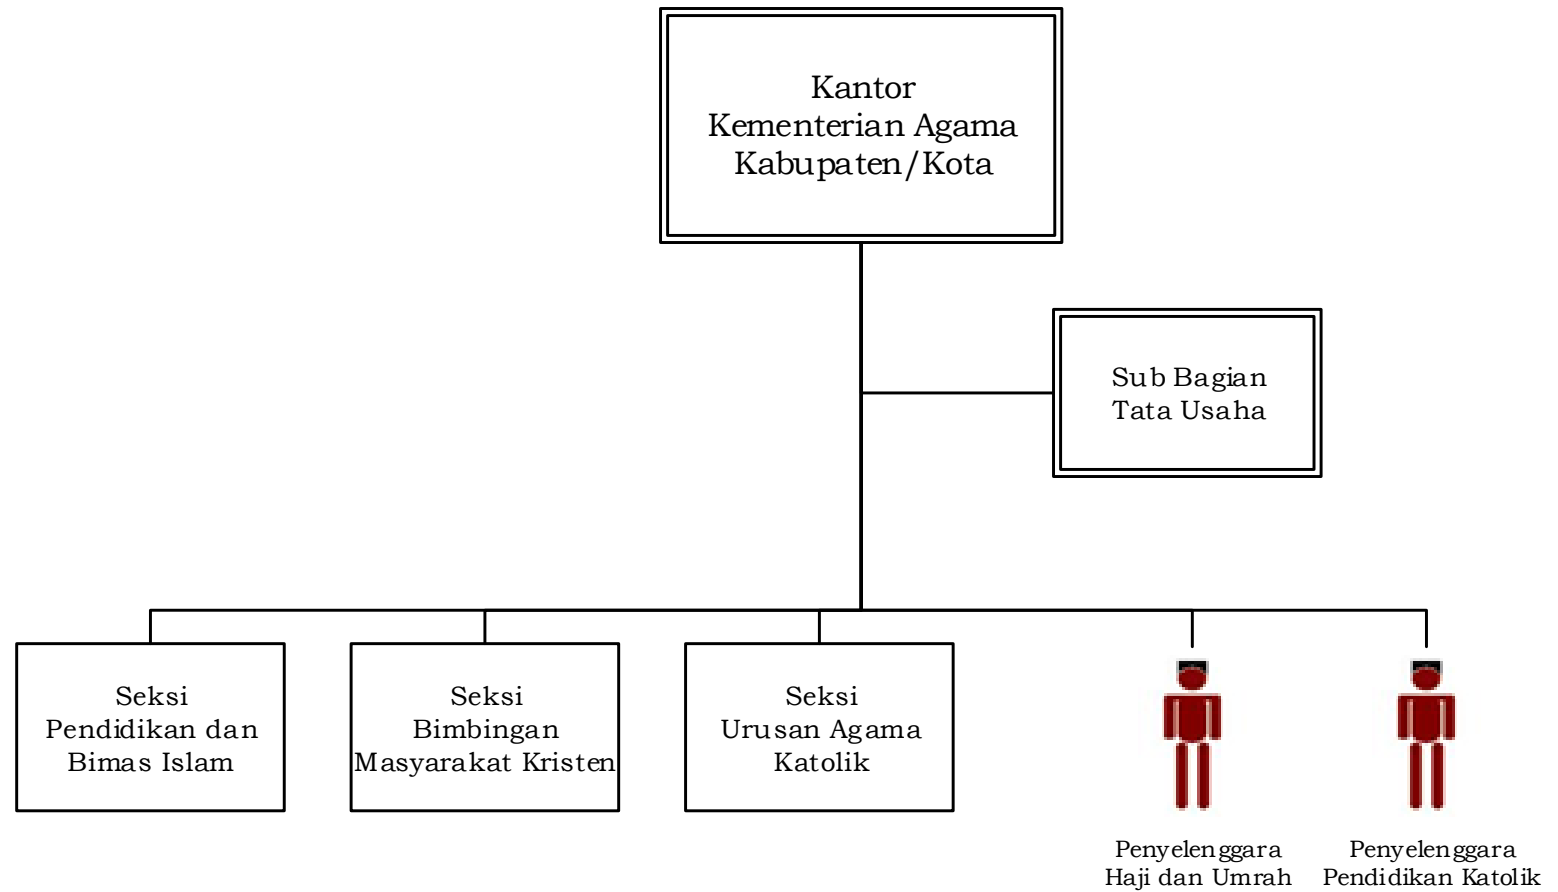 Kantor
Kementerian Agama
Kabupaten/Kota
Sub Bagian
Tata Usaha
Seksi
Pendidikan dan
Bimas Islam
Seksi
Bimbingan
Masyarakat Kristen
Seksi
Urusan Agama
Katolik
Penyelenggara
Haji dan Umrah
Penyelenggara
Pendidikan Katolik